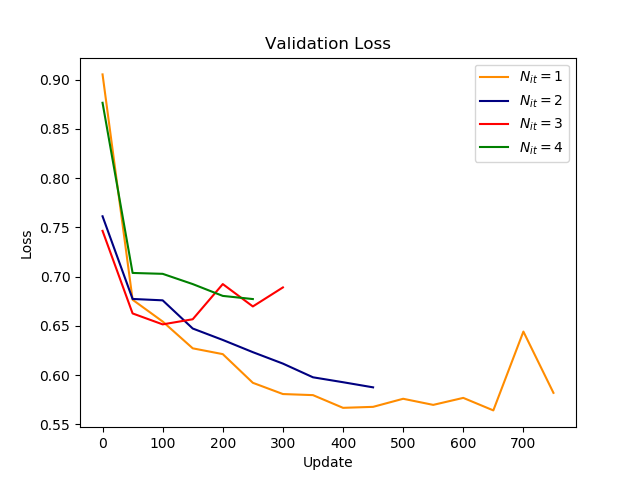 Validation Loss
Loss
0.90
0.85
0.80
0.75
0.70
0.65
0.60
0.55
0 100 200 300 400 500 600 700
Update
N_{it} = 1
N_{it} = 2
N_{it} = 3
N_{it} = 4